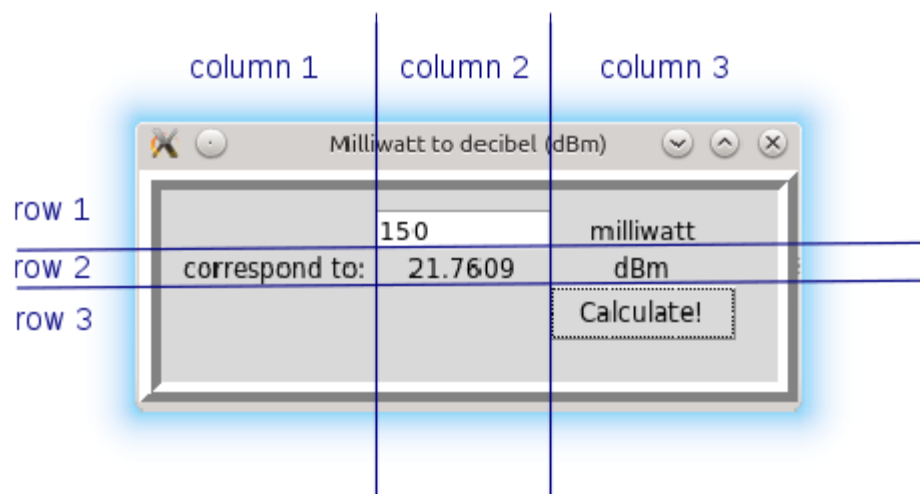 column 1 column 2 column 3
Milliwatt to decibel (dBm)
row 1 150 milliwatt
row 2 correspond to: 21.7609 dBm
row 3 Calculate!